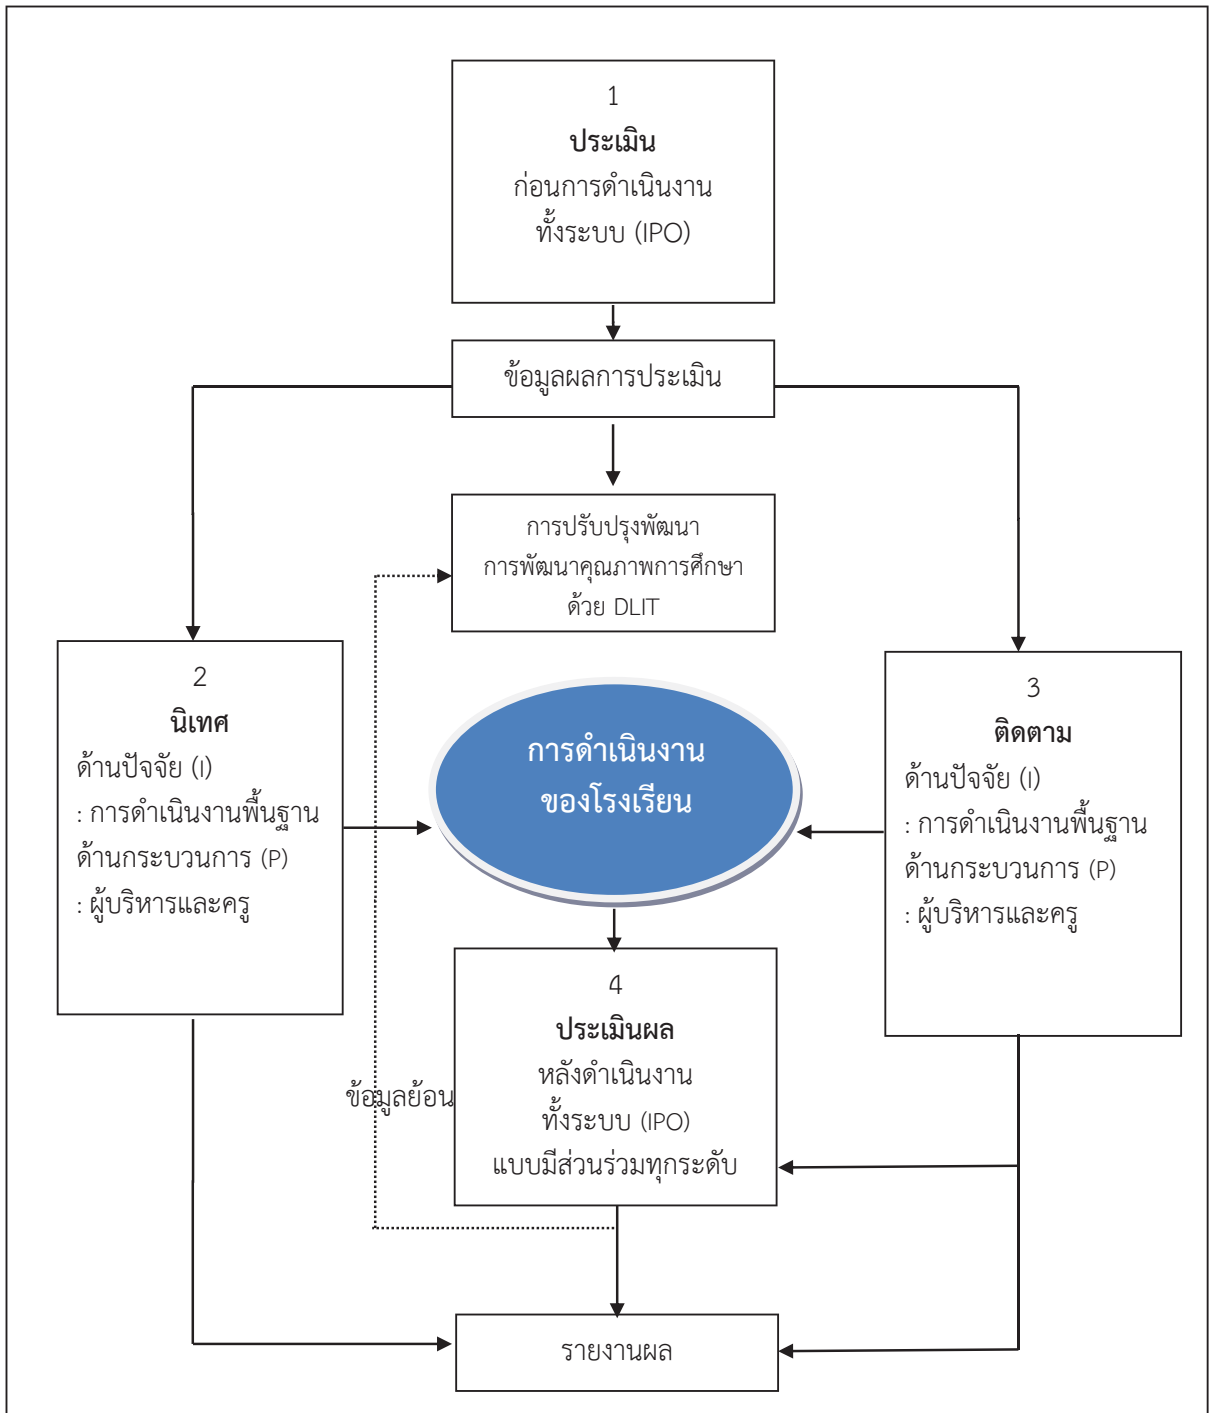 1
ประเมิน
ก่อนการดำเนินงาน
ทั้งระบบ (IPO)
ข้อมูลผลการประเมิน
การปรับปรุงพัฒนา
การพัฒนาคุณภาพการศึกษา
ด้วย DLIT
2
นิเทศ
ด้านปัจจัย (I)
: การดำเนินงานพื้นฐาน
ด้านกระบวนการ (P)
: ผู้บริหารและครู
การดำเนินงาน
ของโรงเรียน
3
ติดตาม
ด้านปัจจัย (I)
: การดำเนินงานพื้นฐาน
ด้านกระบวนการ (P)
: ผู้บริหารและครู
4
ประเมินผล
หลังดำเนินงาน
ทั้งระบบ (IPO)
แบบมีส่วนร่วมทุกระดับ
ข้อมูลย้อน
รายงานผล